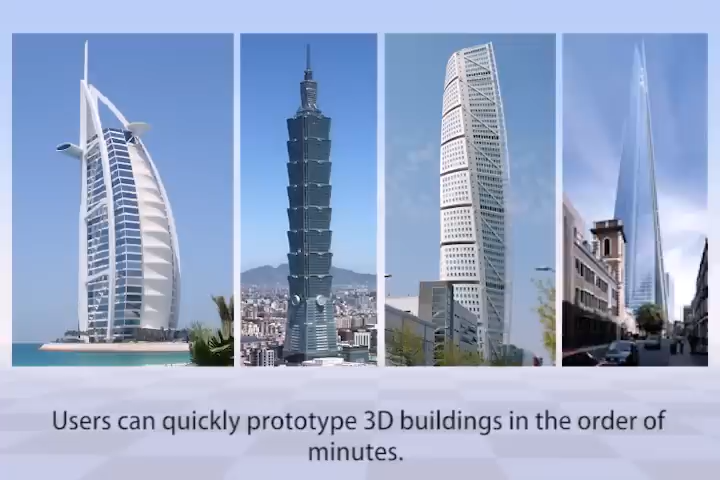 Users can quickly prototype 3D buildings in the order of
minutes.